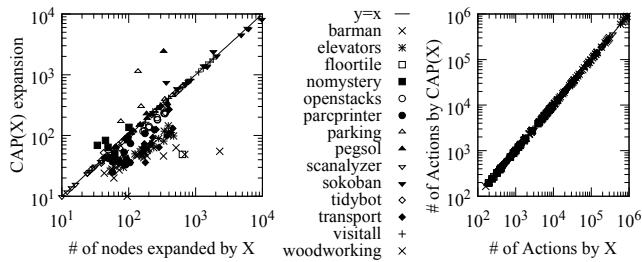 CAP(X) expansion
10^4
10^3
10^2
10^1
10^1 10^2 10^3 10^4
# of nodes expanded by X
y=x
barman
elevators
floortile
nomystery
openstacks
parcprinter
parking
pegsol
scanalyzer
sokoban
tidybot
transport
visitall
woodworking
# of Actions by CAP(X)
10^6
10^5
10^4
10^3
10^2
10^2 10^3 10^4 10^5 10^6
# of Actions by X